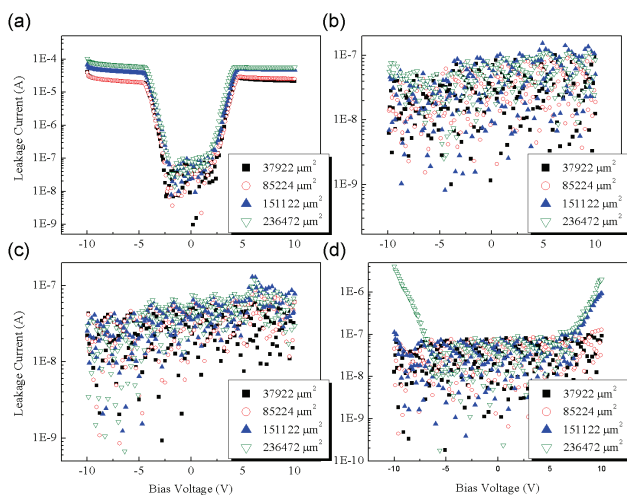 (a)
Leakage Current (A)
1E-4
1E-5
1E-6
1E-7
1E-8
1E-9
-10 -5 0 5 10
37922 μm²
85224 μm²
151122 μm²
236472 μm²
(b)
1E-7
1E-8
1E-9
-10 -5 0 5 10
37922 μm²
85224 μm²
151122 μm²
236472 μm²
(c)
Leakage Current (A)
1E-7
1E-8
1E-9
-10 -5 0 5 10
Bias Voltage (V)
37922 μm²
85224 μm²
151122 μm²
236472 μm²
(d)
1E-6
1E-7
1E-8
1E-9
1E-10
-10 -5 0 5 10
Bias Voltage (V)
37922 μm²
85224 μm²
151122 μm²
236472 μm²